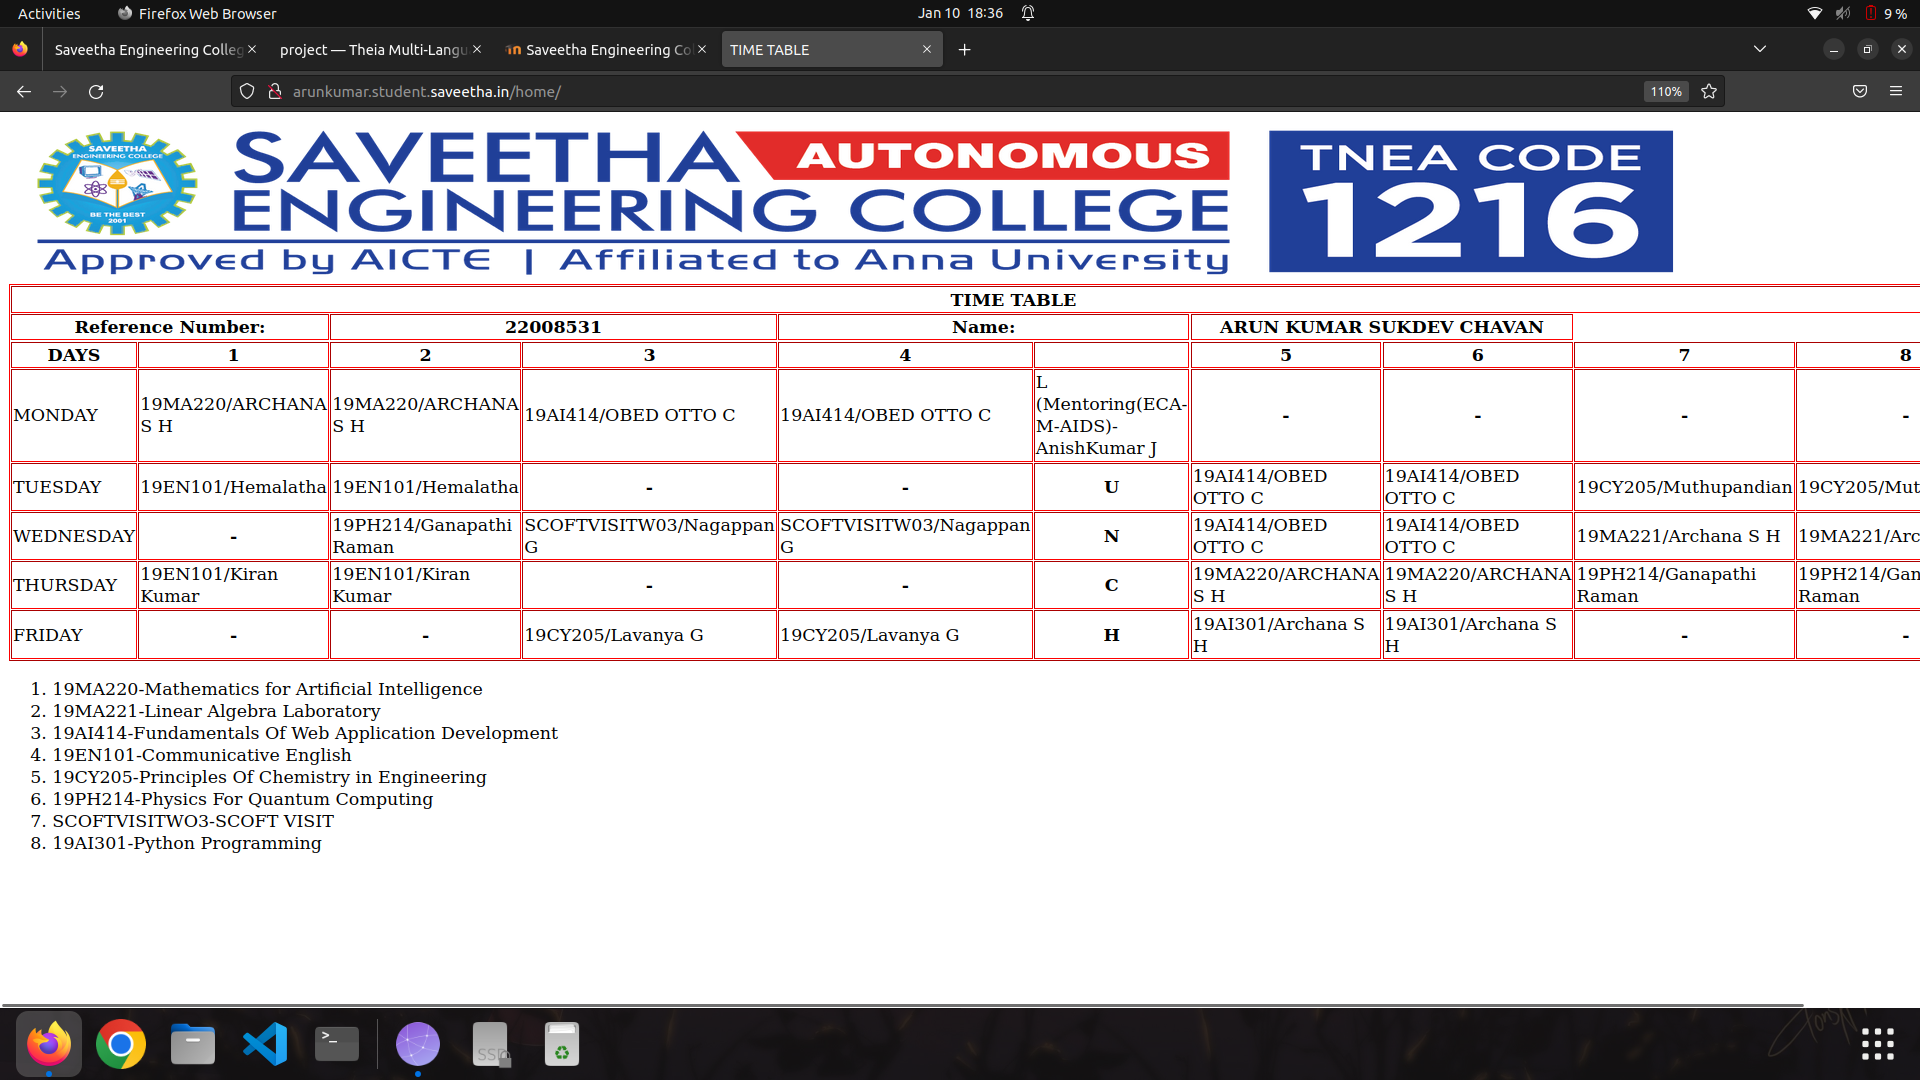 Activities
Firefox Web Browser
Jan 10 18:36
9 %
Saveetha Engineering Colleg
project — Theia Multi-Langu
Saveetha Engineering Co
TIME TABLE
arunkumar.student.saveetha.in/home/
110%
SAVEETHA
ENGINEERING COLLEGE
BE THE BEST
2001
SAVEETHA AUTONOMOUS
ENGINEERING COLLEGE
Approved by AICTE | Affiliated to Anna University
TNEA CODE
1216
TIME TABLE
Reference Number: 22008531 Name: ARUN KUMAR SUKDEV CHAVAN
DAYS 1 2 3 4 5 6 7 8
MONDAY
19MA220/ARCHANA
S H
19MA220/ARCHANA
S H
19AI414/OBED OTTO C
19AI414/OBED OTTO C
L
(Mentoring(ECA-
M-AIDS)-
AnishKumar J
-
-
-
-
TUESDAY
19EN101/Hemalatha
19EN101/Hemalatha
-
-
U
19AI414/OBED
OTTO C
19AI414/OBED
OTTO C
19CY205/Muthupandian
19CY205/Mut
WEDNESDAY
-
19PH214/Ganapathi
Raman
SCOFTVISITW03/Nagappan
G
SCOFTVISITW03/Nagappan
G
N
19AI414/OBED
OTTO C
19AI414/OBED
OTTO C
19MA221/Archana S H
19MA221/Arc
THURSDAY
19EN101/Kiran
Kumar
19EN101/Kiran
Kumar
-
-
C
19MA220/ARCHANA
S H
19MA220/ARCHANA
S H
19PH214/Ganapathi
Raman
19PH214/Gan
Raman
FRIDAY
-
-
19CY205/Lavanya G
19CY205/Lavanya G
H
19AI301/Archana S
H
19AI301/Archana S
H
-
-
1. 19MA220-Mathematics for Artificial Intelligence
2. 19MA221-Linear Algebra Laboratory
3. 19AI414-Fundamentals Of Web Application Development
4. 19EN101-Communicative English
5. 19CY205-Principles Of Chemistry in Engineering
6. 19PH214-Physics For Quantum Computing
7. SCOFTVISITWO3-SCOFT VISIT
8. 19AI301-Python Programming
>_
SSD